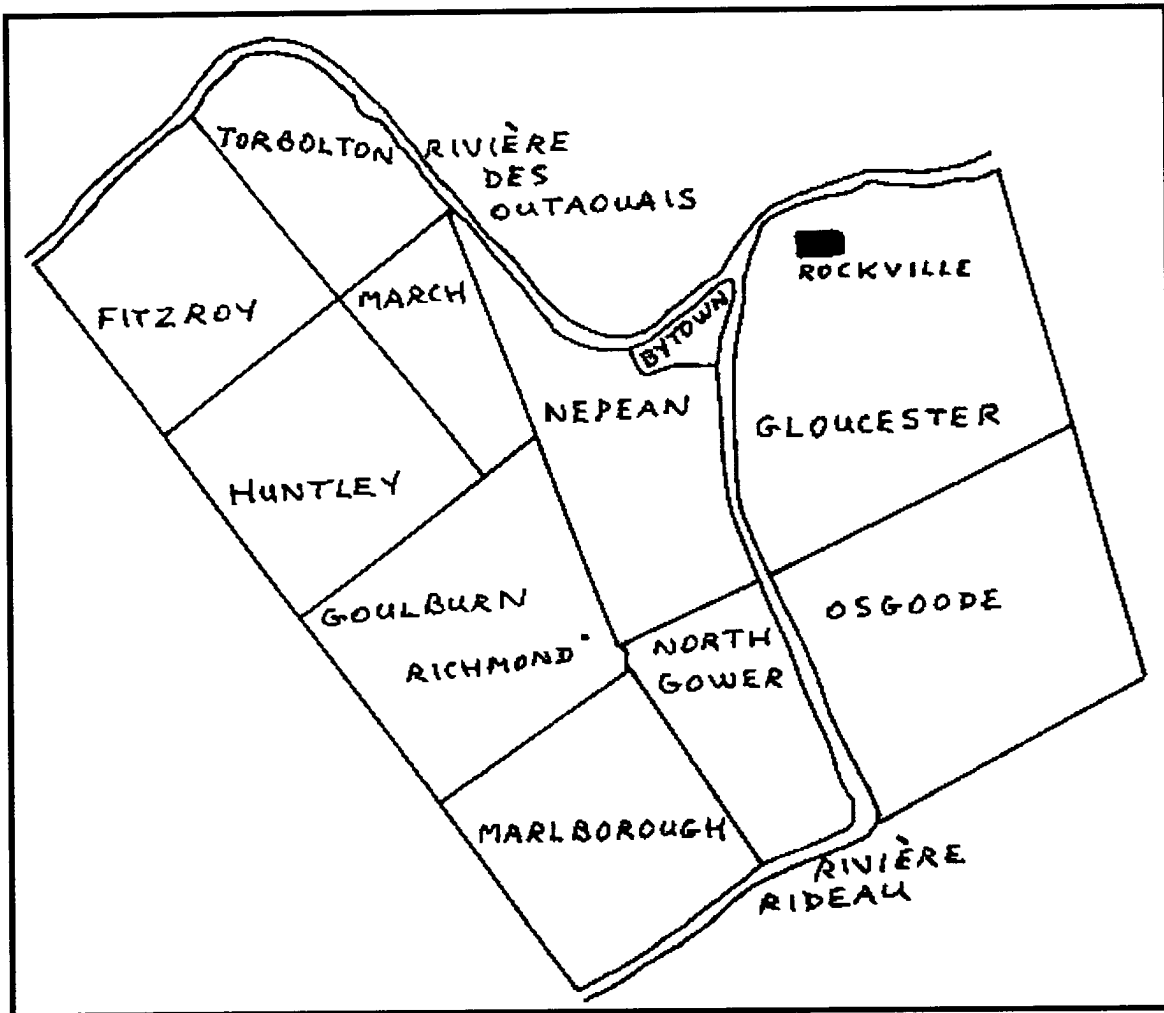 TORBOLTON
RIVIÈRE
DES
OUTAOUAIS
ROCKVILLE
MARCH
FITZROY
BYTOWN
NEPEAN
GLOUCESTER
HUNTLEY
GOULBURN
RICHMOND
OSGOODE
NORTH
GOWER
MARLBOROUGH
RIVIÈRE
RIDEAU